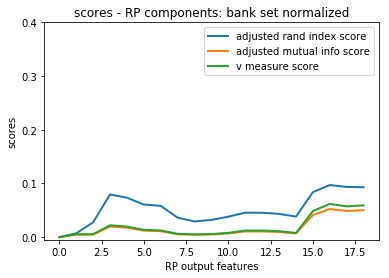 scores - RP components: bank set normalized
adjusted rand index score
adjusted mutual info score
v measure score
scores
0.4
0.3
0.2
0.1
0.0
0.0 2.5 5.0 7.5 10.0 12.5 15.0 17.5
RP output features